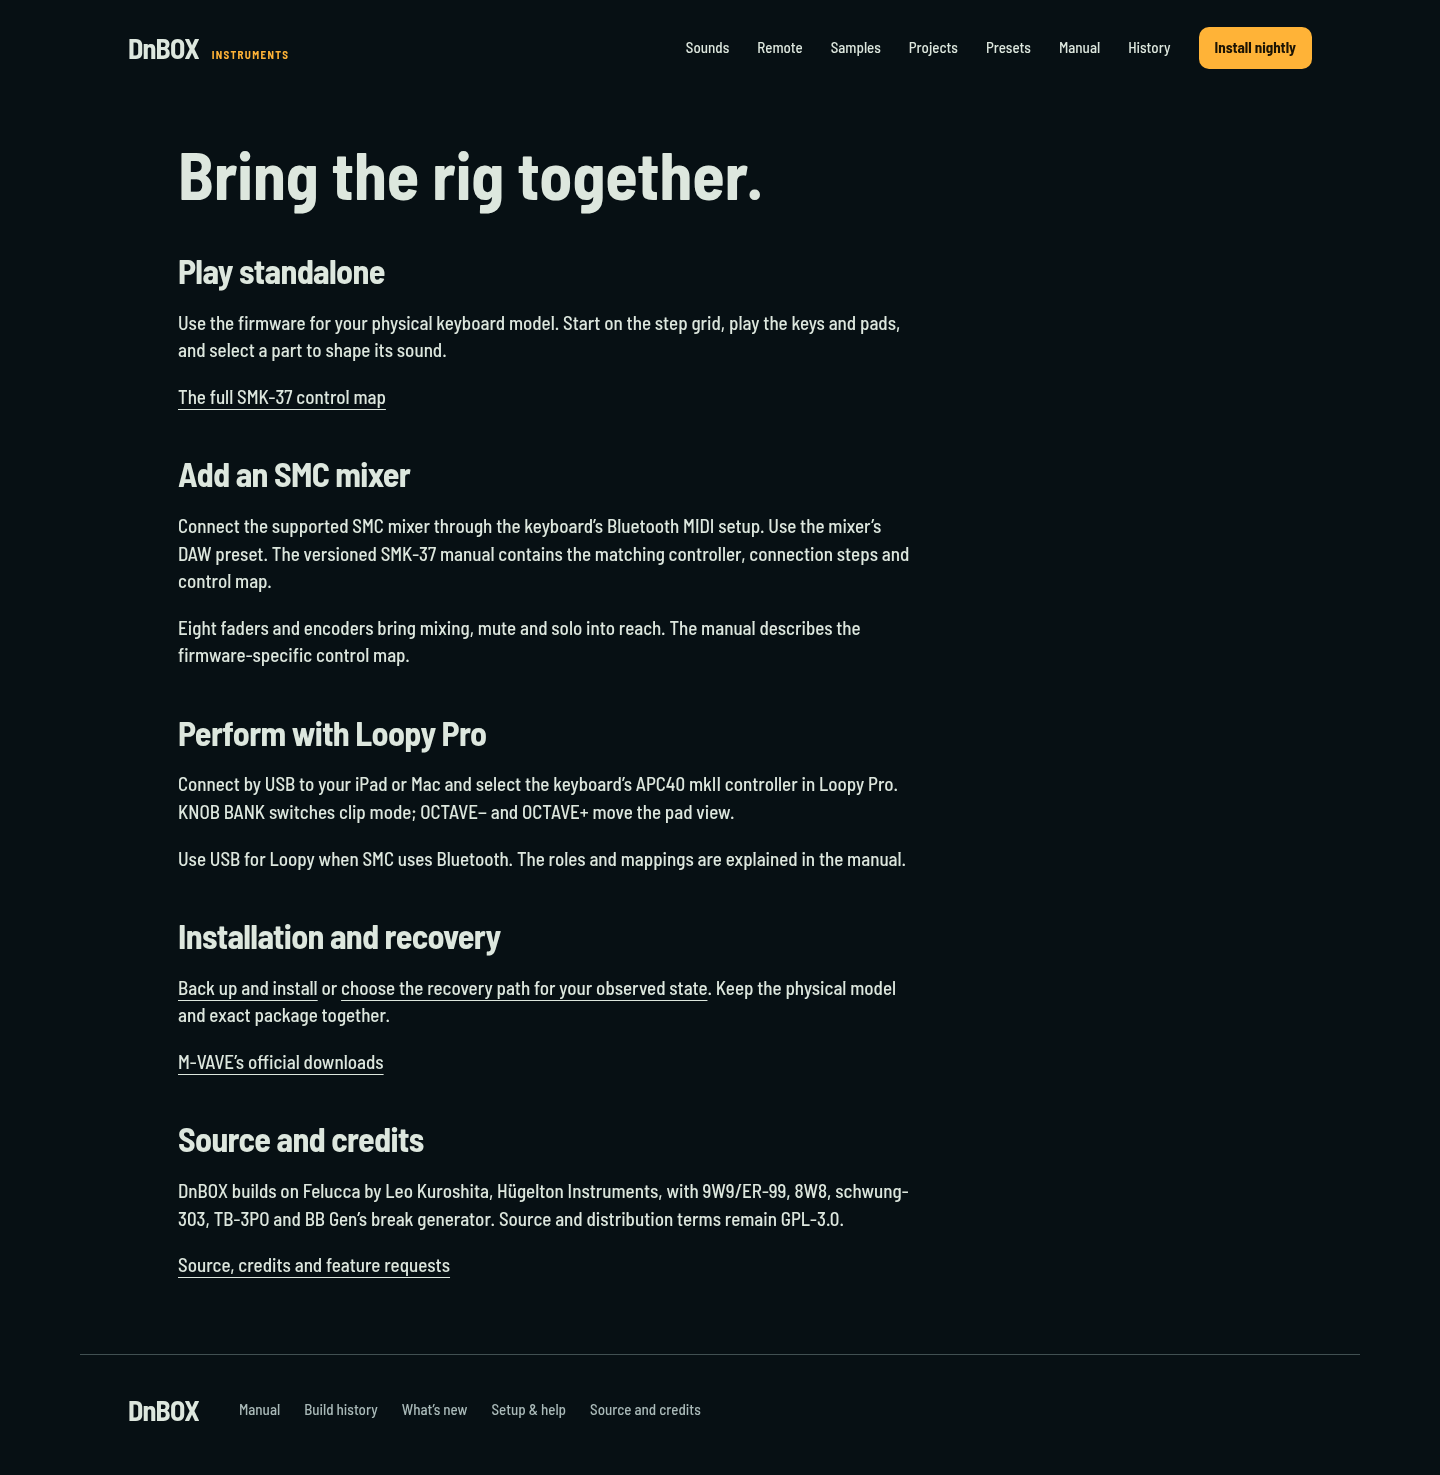 DnBOX INSTRUMENTS
Sounds Remote Samples Projects Presets Manual History Install nightly
Bring the rig together.
Play standalone
Use the firmware for your physical keyboard model. Start on the step grid, play the keys and pads,
and select a part to shape its sound.
The full SMK-37 control map
Add an SMC mixer
Connect the supported SMC mixer through the keyboard’s Bluetooth MIDI setup. Use the mixer’s
DAW preset. The versioned SMK-37 manual contains the matching controller, connection steps and
control map.
Eight faders and encoders bring mixing, mute and solo into reach. The manual describes the
firmware-specific control map.
Perform with Loopy Pro
Connect by USB to your iPad or Mac and select the keyboard’s APC40 mkII controller in Loopy Pro.
KNOB BANK switches clip mode; OCTAVE− and OCTAVE+ move the pad view.
Use USB for Loopy when SMC uses Bluetooth. The roles and mappings are explained in the manual.
Installation and recovery
Back up and install or choose the recovery path for your observed state. Keep the physical model
and exact package together.
M-VAVE’s official downloads
Source and credits
DnBOX builds on Felucca by Leo Kuroshita, Hügelton Instruments, with 9W9/ER-99, 8W8, schwung-
303, TB-3PO and BB Gen’s break generator. Source and distribution terms remain GPL-3.0.
Source, credits and feature requests
DnBOX Manual Build history What’s new Setup & help Source and credits